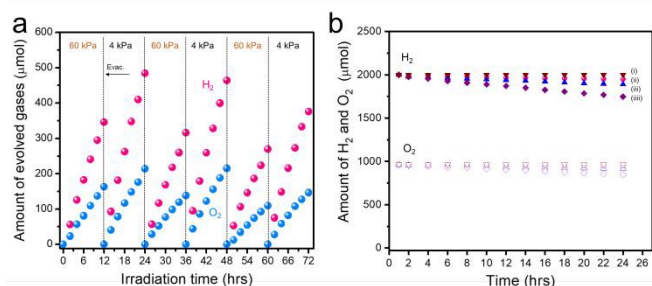 a
60 kPa 4 kPa 60 kPa 4 kPa 60 kPa 4 kPa
Evac.
H2
O2
600
500
400
300
200
100
0
0 6 12 18 24 30 36 42 48 54 60 66 72
Irradiation time (hrs)
Amount of evolved gases (μmol)
b
H2
(i)
(ii)
(iii)
(iii)
O2
2500
2000
1500
1000
500
0
0 2 4 6 8 10 12 14 16 18 20 22 24 26
Time (hrs)
Amount of H2 and O2 (μmol)